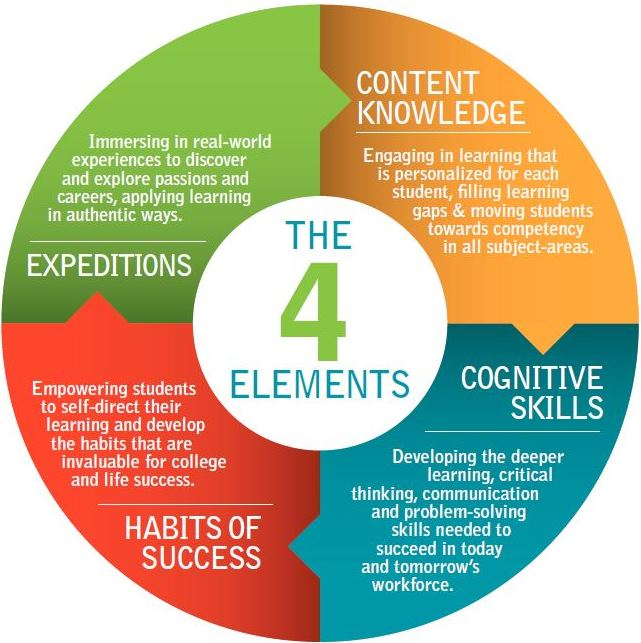 THE
4
ELEMENTS
CONTENT
KNOWLEDGE
Engaging in learning that
is personalized for each
student, filling learning
gaps & moving students
towards competency
in all subject-areas.
COGNITIVE
SKILLS
Developing the deeper
learning, critical
thinking, communication
and problem-solving
skills needed to
succeed in today
and tomorrow's
workforce.
Empowering students
to self-direct their
learning and develop
the habits that are
invaluable for college
and life success.
HABITS OF
SUCCESS
Immersing in real-world
experiences to discover
and explore passions and
careers, applying learning
in authentic ways.
EXPEDITIONS